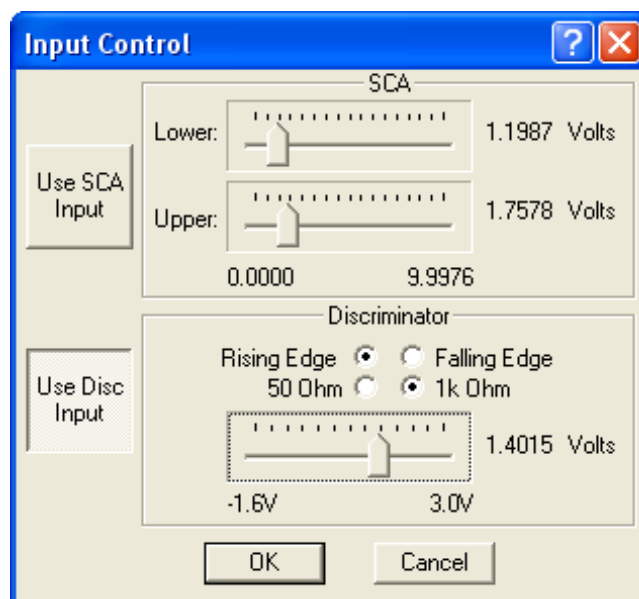 Input Control
SCA
Use SCA Input
Lower:
1.1987 Volts
Upper:
1.7578 Volts
0.0000 9.9976
Discriminator
Use Disc Input
Rising Edge Falling Edge
50 Ohm 1k Ohm
1.4015 Volts
-1.6V 3.0V
OK Cancel